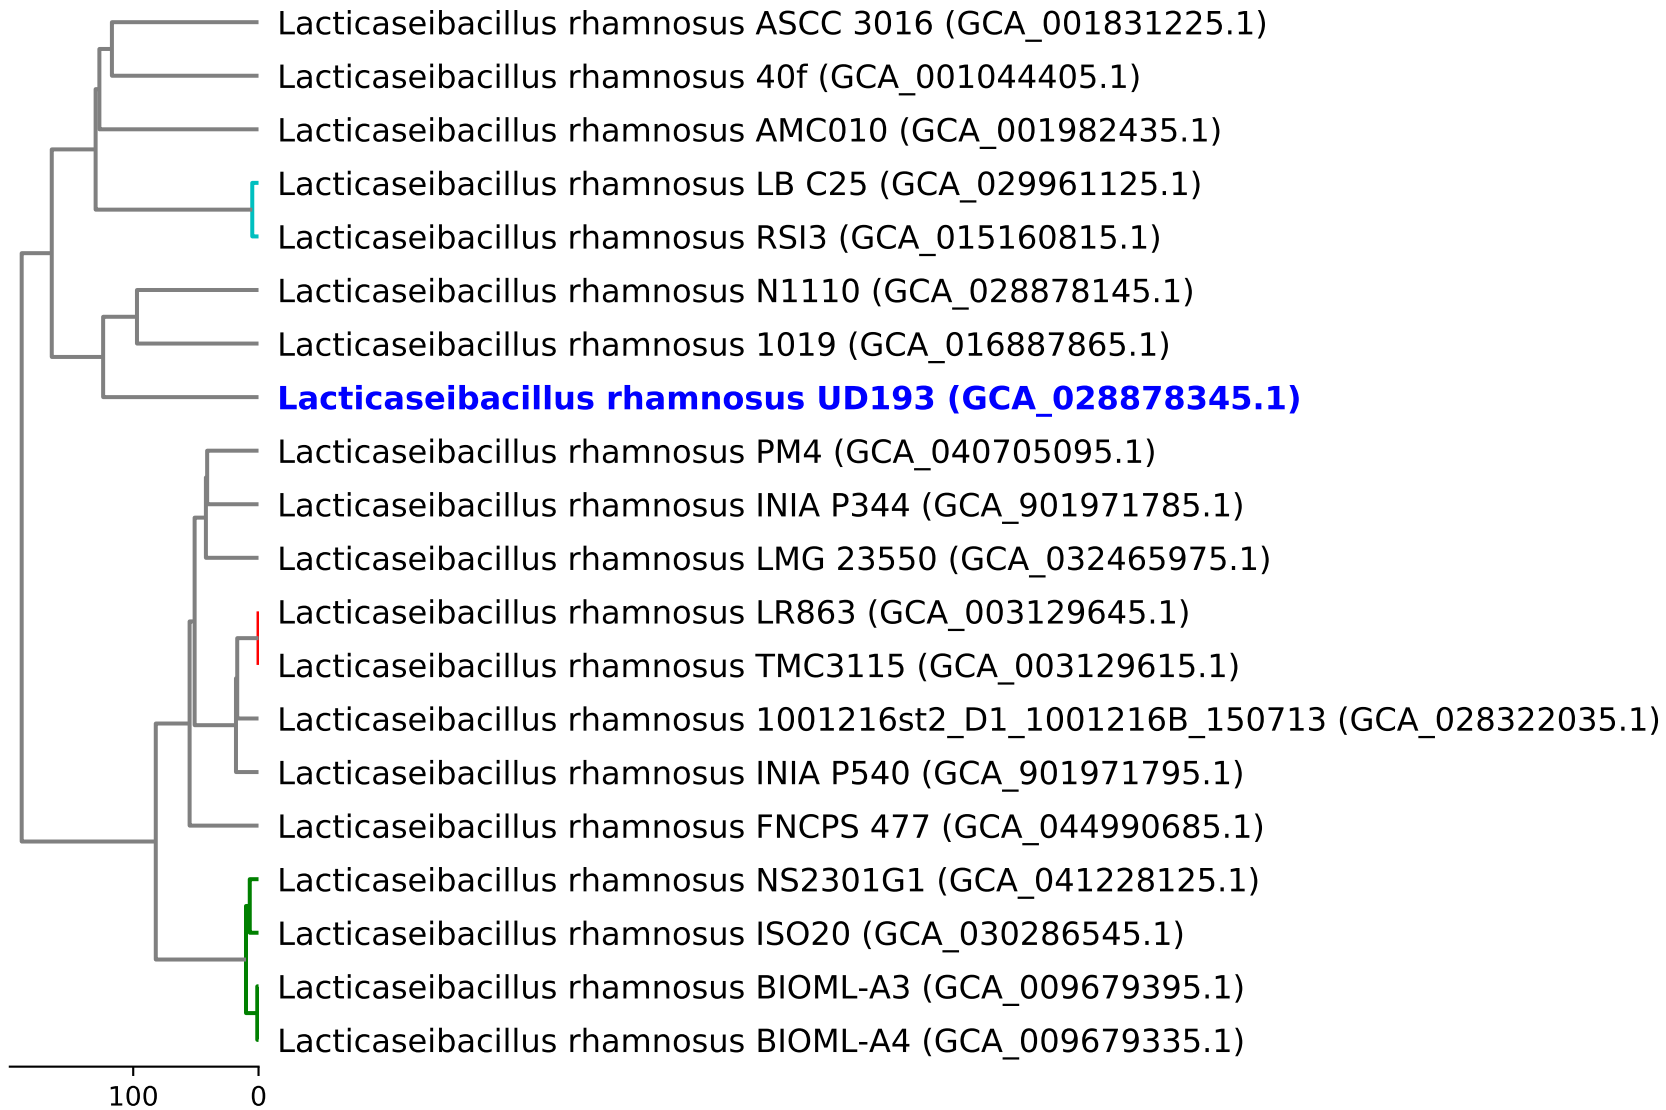 Lacticaseibacillus rhamnosus ASCC 3016 (GCA_001831225.1)
Lacticaseibacillus rhamnosus 40f (GCA_001044405.1)
Lacticaseibacillus rhamnosus AMC010 (GCA_001982435.1)
Lacticaseibacillus rhamnosus LB C25 (GCA_029961125.1)
Lacticaseibacillus rhamnosus RSI3 (GCA_015160815.1)
Lacticaseibacillus rhamnosus N1110 (GCA_028878145.1)
Lacticaseibacillus rhamnosus 1019 (GCA_016887865.1)
Lacticaseibacillus rhamnosus UD193 (GCA_028878345.1)
Lacticaseibacillus rhamnosus PM4 (GCA_040705095.1)
Lacticaseibacillus rhamnosus INIA P344 (GCA_901971785.1)
Lacticaseibacillus rhamnosus LMG 23550 (GCA_032465975.1)
Lacticaseibacillus rhamnosus LR863 (GCA_003129645.1)
Lacticaseibacillus rhamnosus TMC3115 (GCA_003129615.1)
Lacticaseibacillus rhamnosus 1001216st2_D1_1001216B_150713 (GCA_028322035.1)
Lacticaseibacillus rhamnosus INIA P540 (GCA_901971795.1)
Lacticaseibacillus rhamnosus FNCPS 477 (GCA_044990685.1)
Lacticaseibacillus rhamnosus NS2301G1 (GCA_041228125.1)
Lacticaseibacillus rhamnosus ISO20 (GCA_030286545.1)
Lacticaseibacillus rhamnosus BIOML-A3 (GCA_009679395.1)
Lacticaseibacillus rhamnosus BIOML-A4 (GCA_009679335.1)
100 0